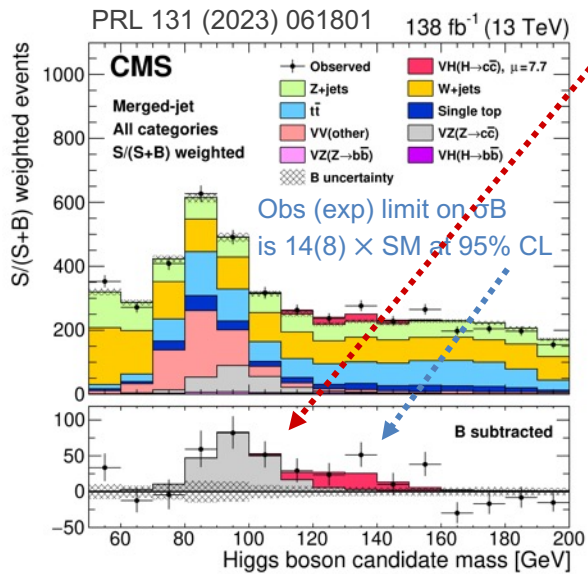 PRL 131 (2023) 061801
138 fb⁻¹ (13 TeV)
CMS
Merged-jet
All categories
S/(S+B) weighted
Observed
Z+jets
tt̄
VV(other)
VZ(Z→bb̄)
B uncertainty
VH(H→cc̄), μ=7.7
W+jets
Single top
VZ(Z→cc̄)
VH(H→bb̄)
Obs (exp) limit on σB
is 14(8) × SM at 95% CL
S/(S+B) weighted events
1000
800
600
400
200
0
B subtracted
100
50
0
−50
60 80 100 120 140 160 180 200
Higgs boson candidate mass [GeV]